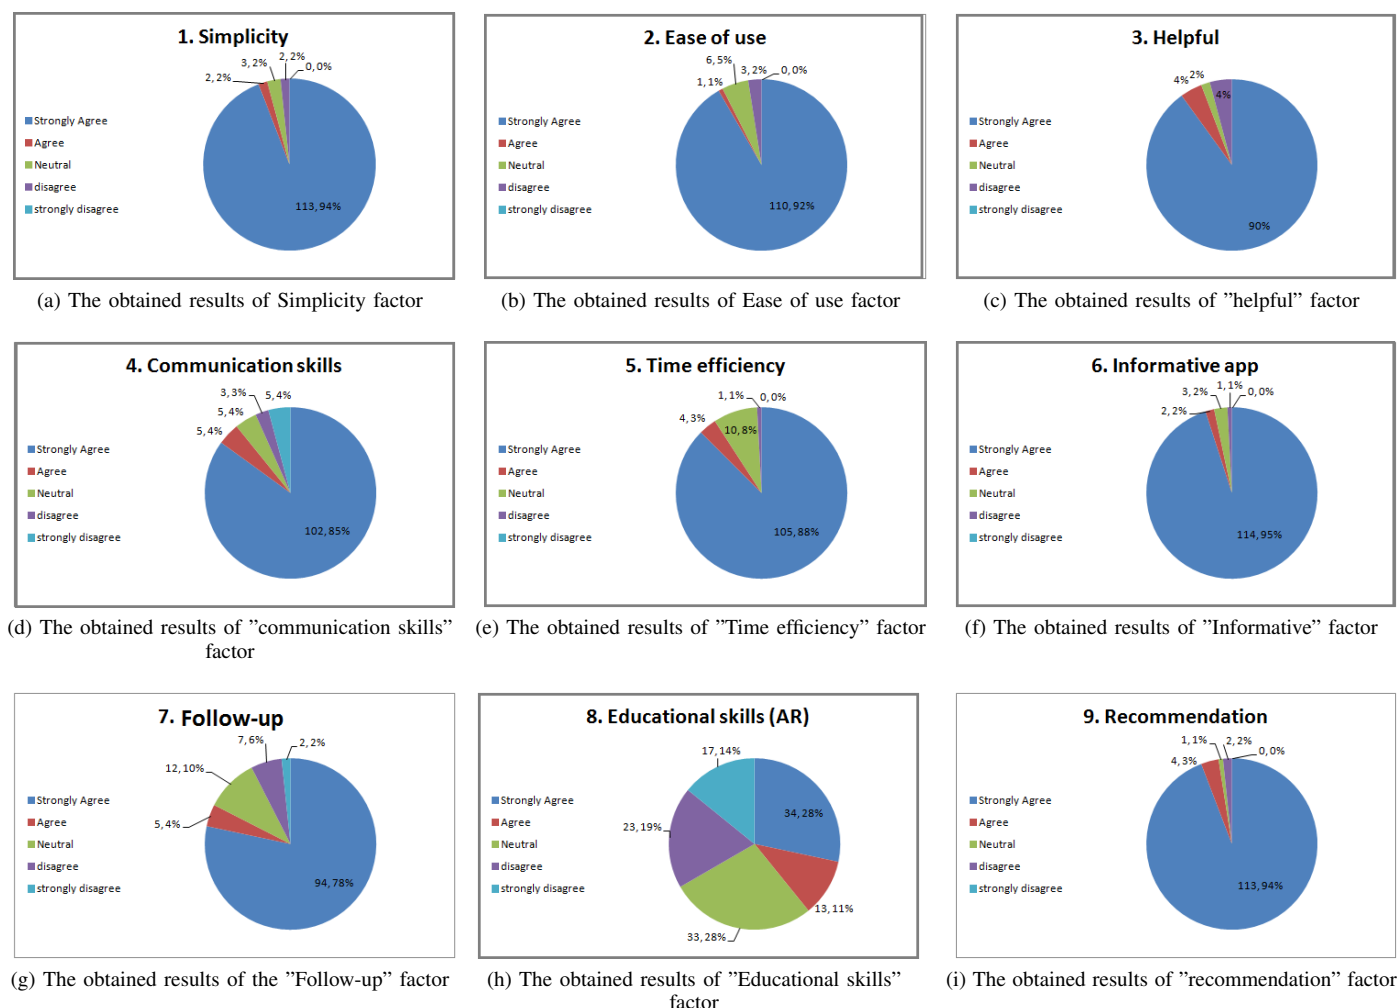 1. Simplicity
3,2%
2,2%
2,2%
0,0%
Strongly Agree
Agree
Neutral
disagree
strongly disagree
113,94%
(a) The obtained results of Simplicity factor
2. Ease of use
6,5%
1,1%
3,2%
0,0%
Strongly Agree
Agree
Neutral
disagree
strongly disagree
110,92%
(b) The obtained results of Ease of use factor
3. Helpful
4%
2%
4%
Strongly Agree
Agree
Neutral
disagree
strongly disagree
90%
(c) The obtained results of ”helpful” factor
4. Communication skills
3,3%
5,4%
5,4%
5,4%
Strongly Agree
Agree
Neutral
disagree
strongly disagree
102,85%
(d) The obtained results of ”communication skills”
factor
5. Time efficiency
1,1%
0,0%
4,3%
10,8%
Strongly Agree
Agree
Neutral
disagree
strongly disagree
105,88%
(e) The obtained results of ”Time efficiency” factor
6. Informative app
1,1%
3,2%
0,0%
2,2%
Strongly Agree
Agree
Neutral
disagree
strongly disagree
114,95%
(f) The obtained results of ”Informative” factor
7. Follow-up
7,6%
2,2%
12,10%
5,4%
Strongly Agree
Agree
Neutral
disagree
strongly disagree
94,78%
(g) The obtained results of the ”Follow-up” factor
8. Educational skills (AR)
17,14%
34,28%
23,19%
13,11%
33,28%
Strongly Agree
Agree
Neutral
disagree
strongly disagree
(h) The obtained results of ”Educational skills”
factor
9. Recommendation
1,1%
2,2%
4,3%
0,0%
Strongly Agree
Agree
Neutral
disagree
strongly disagree
113,94%
(i) The obtained results of ”recommendation” factor